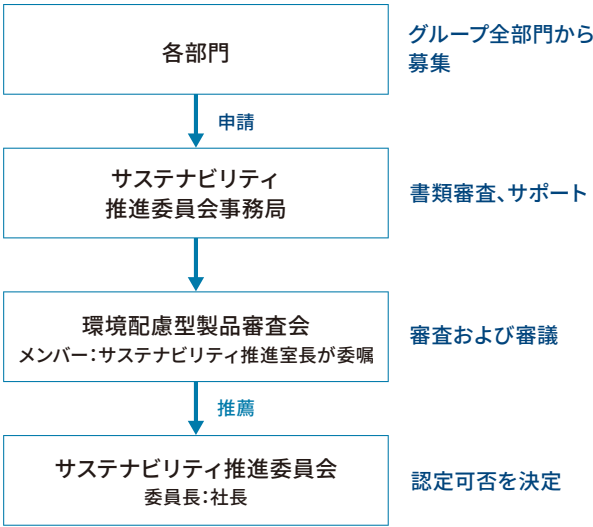 各部門
グループ全部門から
募集
申請
サステナビリティ
推進委員会事務局
書類審査、サポート
環境配慮型製品審査会
メンバー：サステナビリティ推進室長が委嘱
審査および審議
推薦
サステナビリティ推進委員会
委員長：社長
認定可否を決定